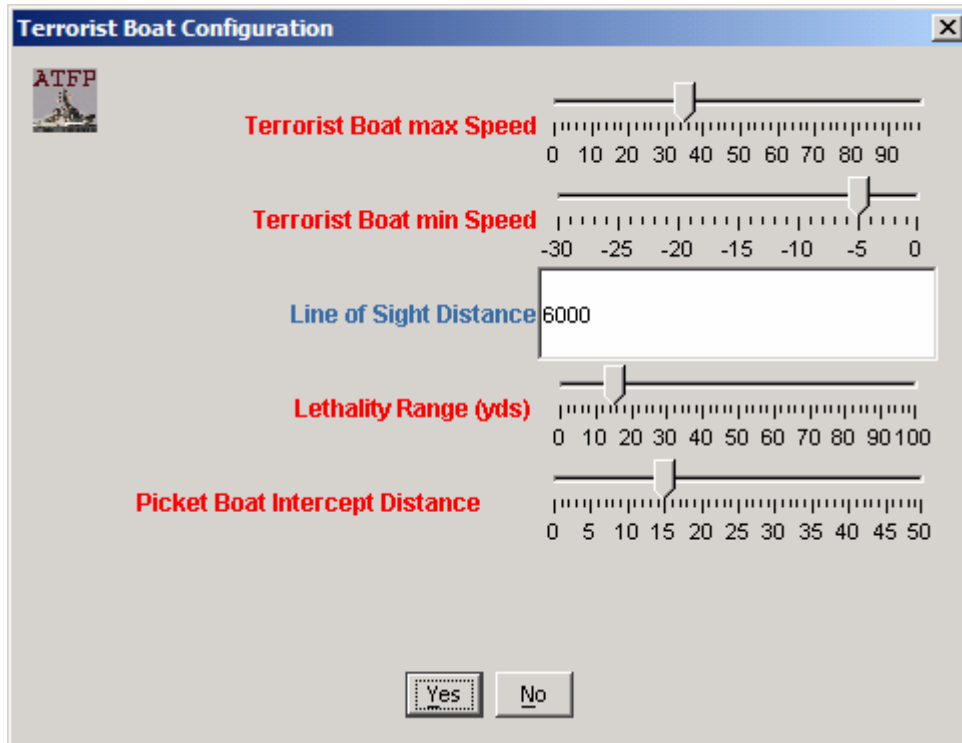 Terrorist Boat Configuration
ATFP
Terrorist Boat max Speed
0 10 20 30 40 50 60 70 80 90
Terrorist Boat min Speed
-30 -25 -20 -15 -10 -5 0
Line of Sight Distance 6000
Lethality Range (yds)
0 10 20 30 40 50 60 70 80 90 100
Picket Boat Intercept Distance
0 5 10 15 20 25 30 35 40 45 50
Yes No